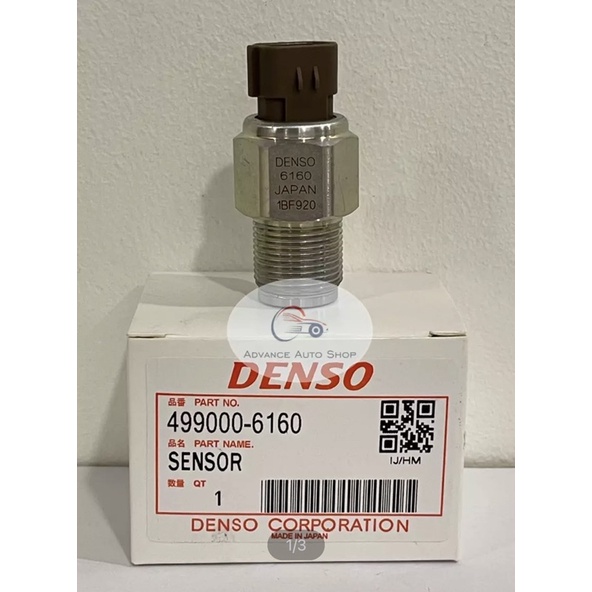 DENSO
6160
JAPAN
1BF920
ADVANCE AUTO SHOP
DENSO
品番 PART NO.
499000-6160
品名 PART NAME.
SENSOR
IJ/HM
数量 QT
1
DENSO CORPORATION
MADE IN JAPAN
1/3